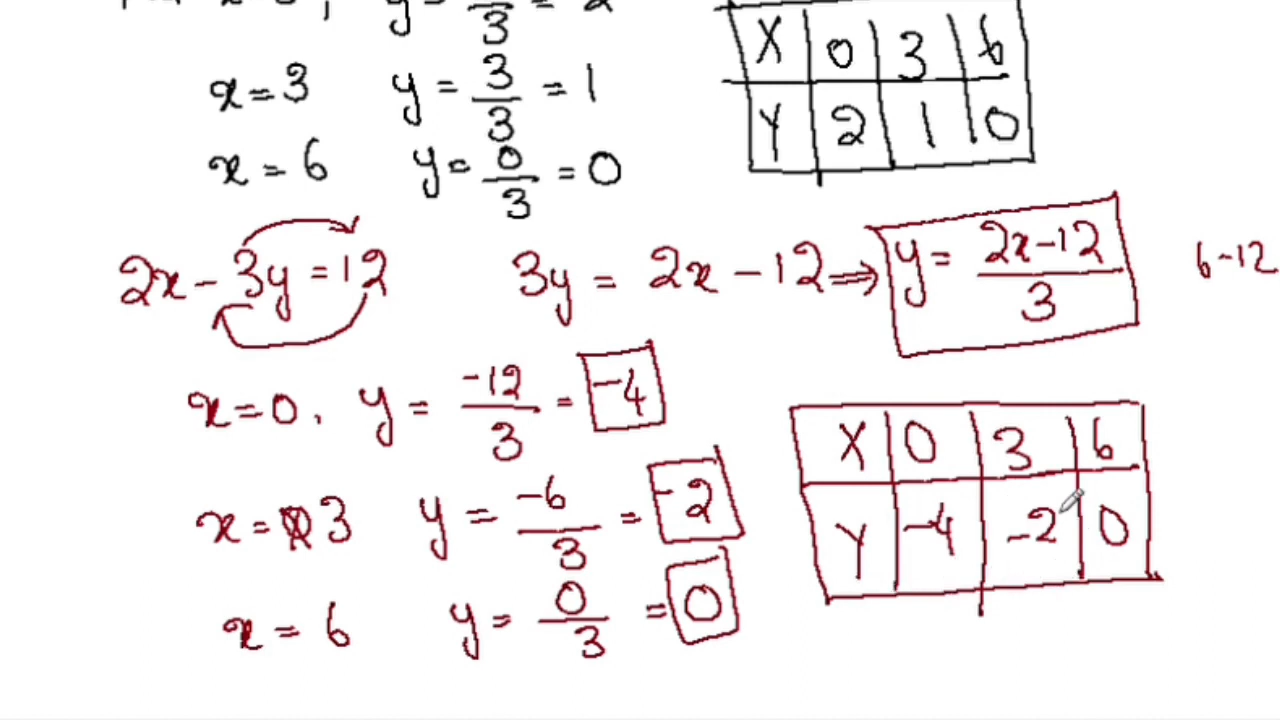 y = /3 = 2
x = 3 y = 3/3 = 1
x = 6 y = 0/3 = 0
X 0 3 6
Y 2 1 0
2x - 3y = 12 3y = 2x - 12 ⇒ y = 2x-12/3 6-12
x = 0. y = -12/3 = -4
x = 3 y = -6/3 = -2
x = 6 y = 0/3 = 0
X 0 3 6
Y -4 -2 0